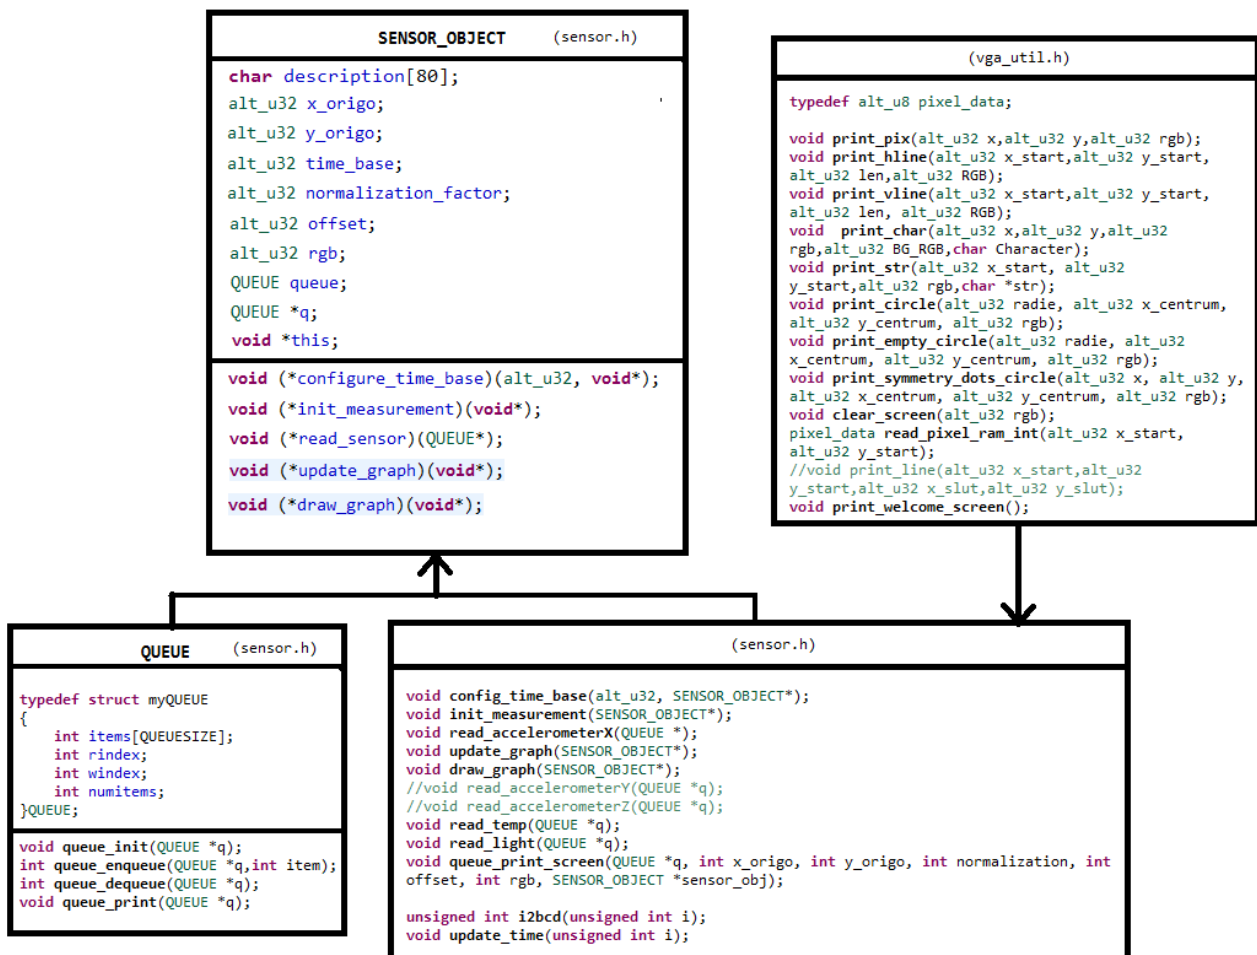 SENSOR_OBJECT (sensor.h)
char description[80];
alt_u32 x_origo;
alt_u32 y_origo;
alt_u32 time_base;
alt_u32 normalization_factor;
alt_u32 offset;
alt_u32 rgb;
QUEUE queue;
QUEUE *q;
void *this;
void (*configure_time_base)(alt_u32, void*);
void (*init_measurement)(void*);
void (*read_sensor)(QUEUE*);
void (*update_graph)(void*);
void (*draw_graph)(void*);
(vga_util.h)
typedef alt_u8 pixel_data;
void print_pix(alt_u32 x,alt_u32 y,alt_u32 rgb);
void print_hline(alt_u32 x_start,alt_u32 y_start,
alt_u32 len,alt_u32 RGB);
void print_vline(alt_u32 x_start,alt_u32 y_start,
alt_u32 len, alt_u32 RGB);
void  print_char(alt_u32 x,alt_u32 y,alt_u32
rgb,alt_u32 BG_RGB,char Character);
void print_str(alt_u32 x_start, alt_u32
y_start,alt_u32 rgb,char *str);
void print_circle(alt_u32 radie, alt_u32 x_centrum,
alt_u32 y_centrum, alt_u32 rgb);
void print_empty_circle(alt_u32 radie, alt_u32
x_centrum, alt_u32 y_centrum, alt_u32 rgb);
void print_symmetry_dots_circle(alt_u32 x, alt_u32 y,
alt_u32 x_centrum, alt_u32 y_centrum, alt_u32 rgb);
void clear_screen(alt_u32 rgb);
pixel_data read_pixel_ram_int(alt_u32 x_start,
alt_u32 y_start);
//void print_line(alt_u32 x_start,alt_u32
y_start,alt_u32 x_slut,alt_u32 y_slut);
void print_welcome_screen();
QUEUE (sensor.h)
typedef struct myQUEUE
{
int items[QUEUESIZE];
int rindex;
int windex;
int numitems;
}QUEUE;
void queue_init(QUEUE *q);
int queue_enqueue(QUEUE *q,int item);
int queue_dequeue(QUEUE *q);
void queue_print(QUEUE *q);
(sensor.h)
void config_time_base(alt_u32, SENSOR_OBJECT*);
void init_measurement(SENSOR_OBJECT*);
void read_accelerometerX(QUEUE *);
void update_graph(SENSOR_OBJECT*);
void draw_graph(SENSOR_OBJECT*);
//void read_accelerometerY(QUEUE *q);
//void read_accelerometerZ(QUEUE *q);
void read_temp(QUEUE *q);
void read_light(QUEUE *q);
void queue_print_screen(QUEUE *q, int x_origo, int y_origo, int normalization, int
offset, int rgb, SENSOR_OBJECT *sensor_obj);
unsigned int i2bcd(unsigned int i);
void update_time(unsigned int i);